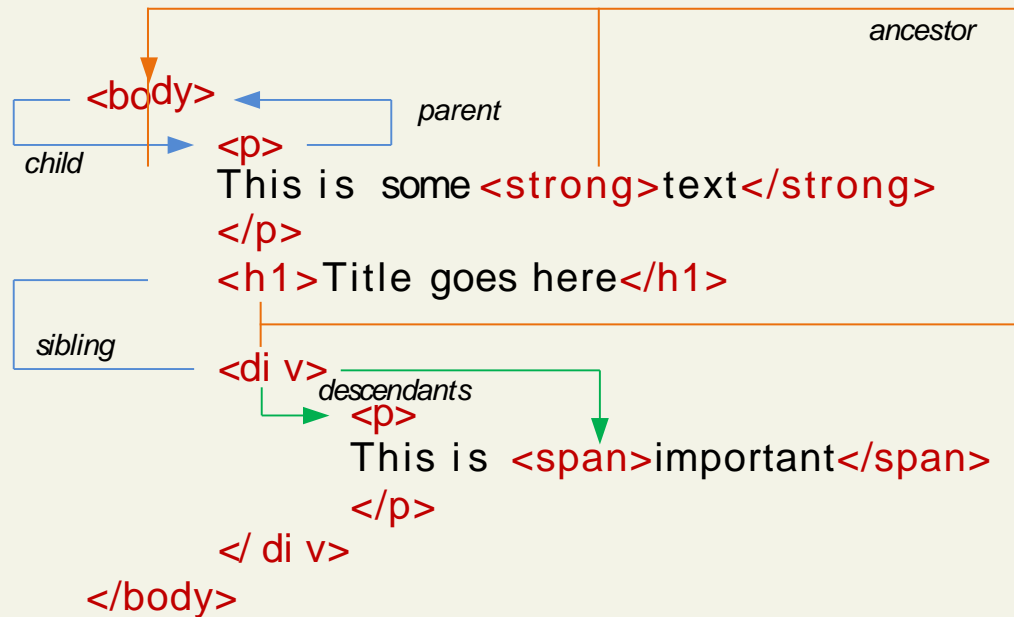 ancestor
<body>
parent
<p>
child
This is some <strong>text</strong>
</p>
<h1>Title goes here</h1>
sibling
<div>
descendants
<p>
This is <span>important</span>
</p>
</div>
</body>